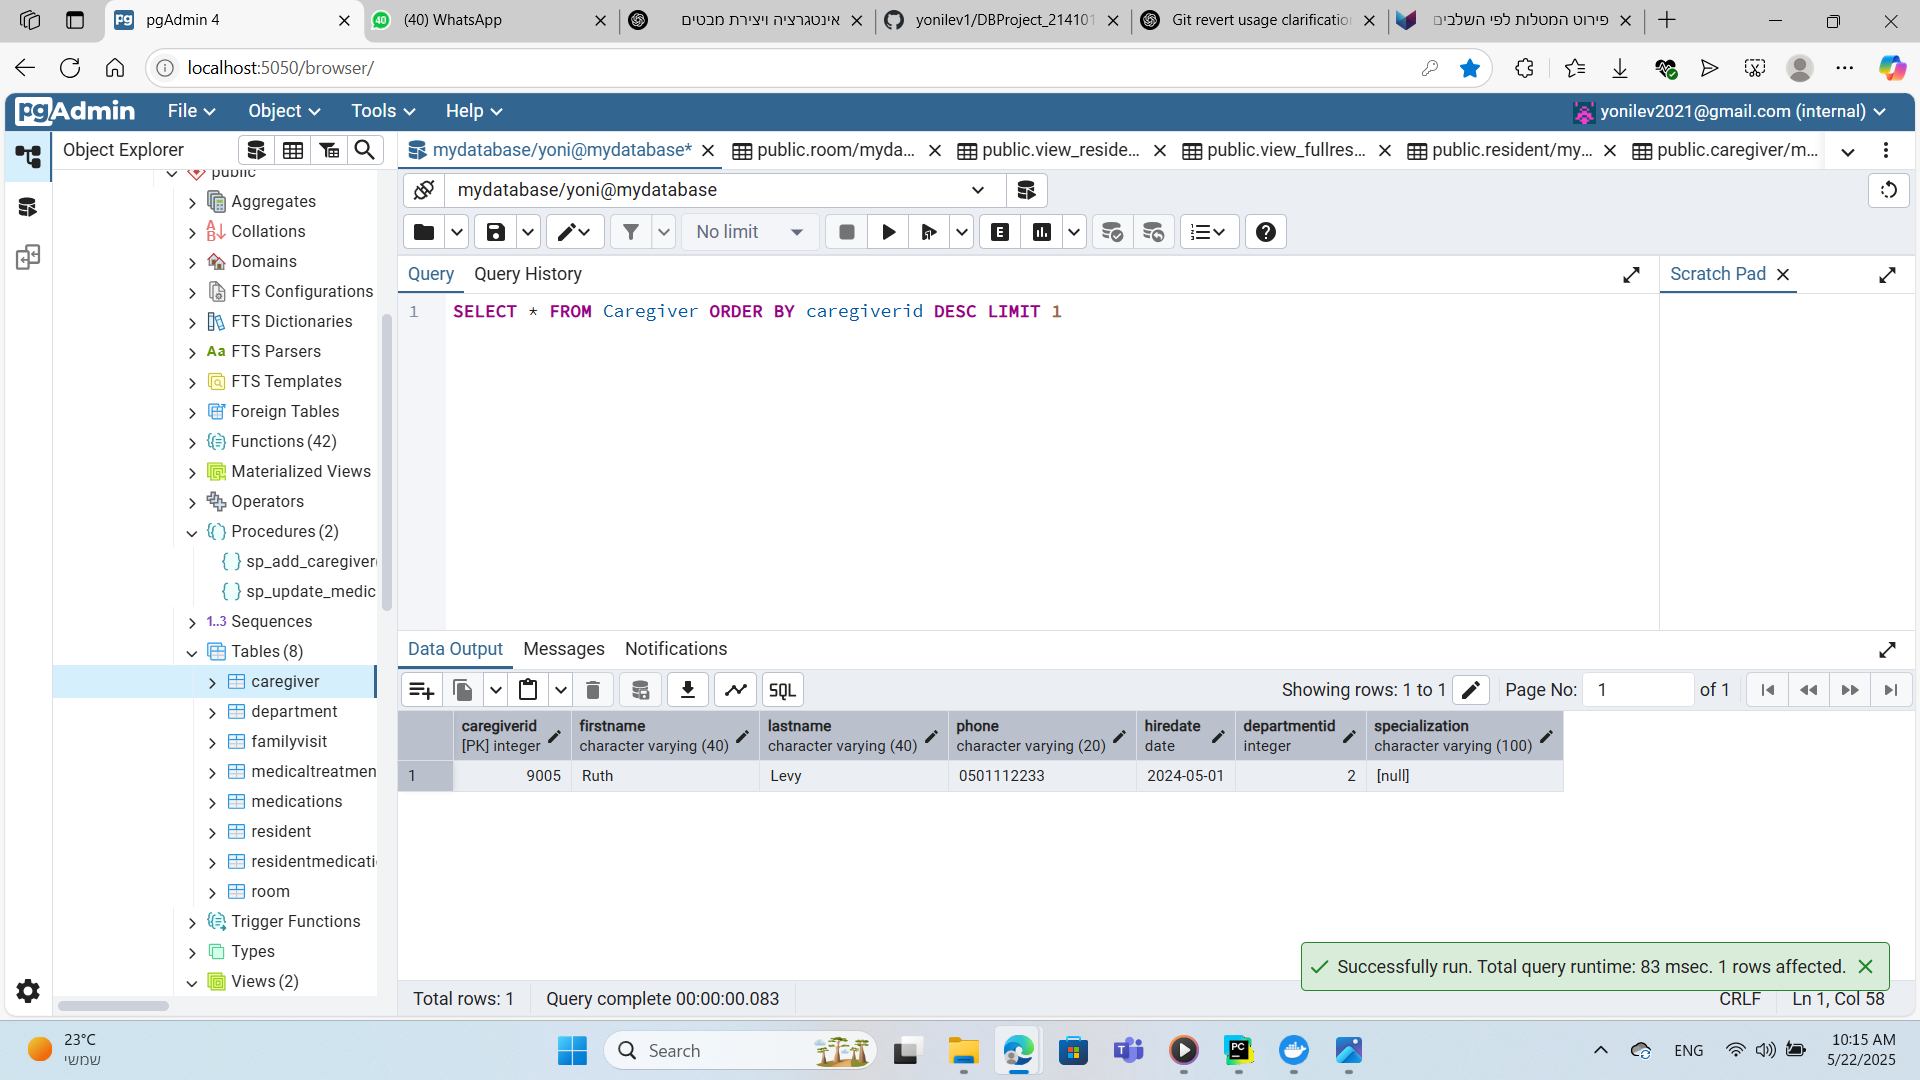 pgAdmin 4
(40) WhatsApp
אינטגרציה ויצירת מבטים
yonilev1/DBProject_214101
Git revert usage clarification
פירוט המטלות לפי השלבים
localhost:5050/browser/
pgAdmin
File
Object
Tools
Help
yonilev2021@gmail.com (internal)
Object Explorer
mydatabase/yoni@mydatabase*
public.room/myda...
public.view_reside...
public.view_fullres...
public.resident/my...
public.caregiver/m...
public
Aggregates
Collations
Domains
FTS Configurations
FTS Dictionaries
Aa FTS Parsers
FTS Templates
Foreign Tables
Functions (42)
Materialized Views
Operators
Procedures (2)
sp_add_caregiver(
sp_update_medic
1..3 Sequences
Tables (8)
caregiver
department
familyvisit
medicaltreatmen
medications
resident
residentmedicati
room
Trigger Functions
Types
Views (2)
mydatabase/yoni@mydatabase
No limit
E
Query
Query History
Scratch Pad
1 SELECT * FROM Caregiver ORDER BY caregiverid DESC LIMIT 1
Data Output
Messages
Notifications
SQL
Showing rows: 1 to 1
Page No: 1 of 1
caregiverid firstname lastname phone hiredate departmentid specialization
[PK] integer character varying (40) character varying (40) character varying (20) date integer character varying (100)
1 9005 Ruth Levy 0501112233 2024-05-01 2 [null]
Successfully run. Total query runtime: 83 msec. 1 rows affected.
Total rows: 1
Query complete 00:00:00.083
CRLF
Ln 1, Col 58
23°C
שמשי
Search
PC
ENG
10:15 AM
5/22/2025